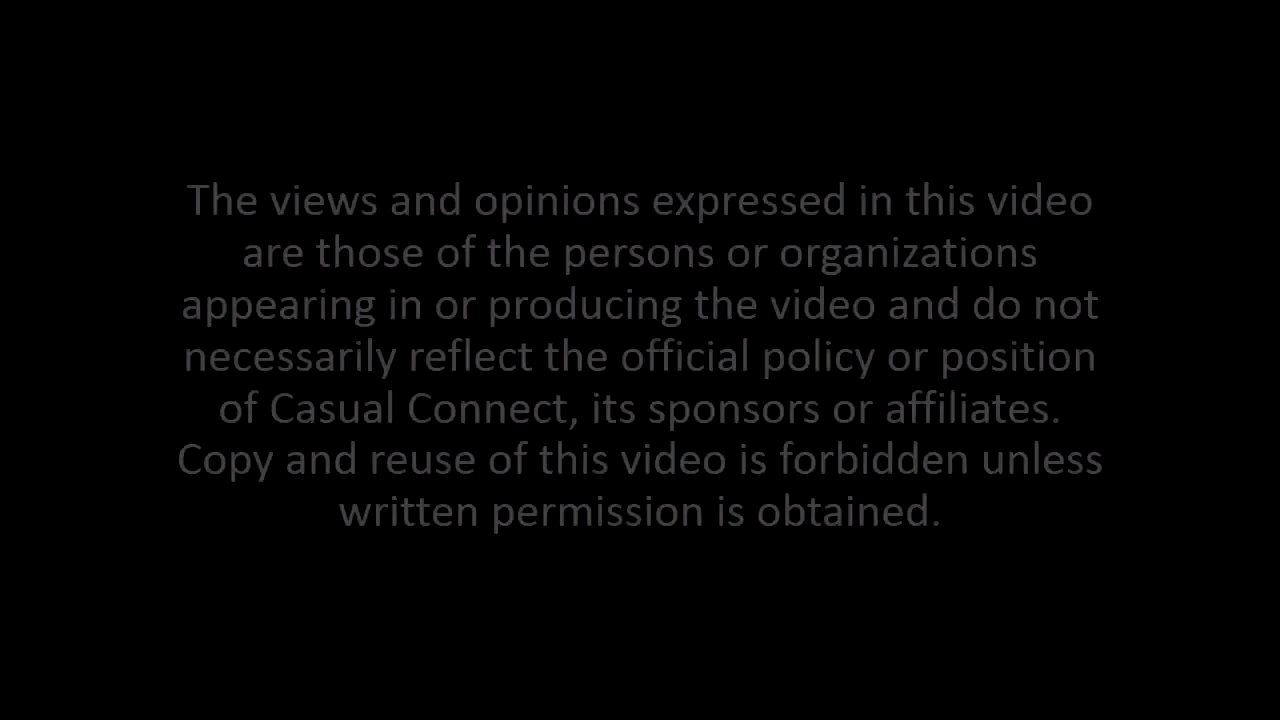 The views and opinions expressed in this video
are those of the persons or organizations
appearing in or producing the video and do not
necessarily reflect the official policy or position
of Casual Connect, its sponsors or affiliates.
Copy and reuse of this video is forbidden unless
written permission is obtained.